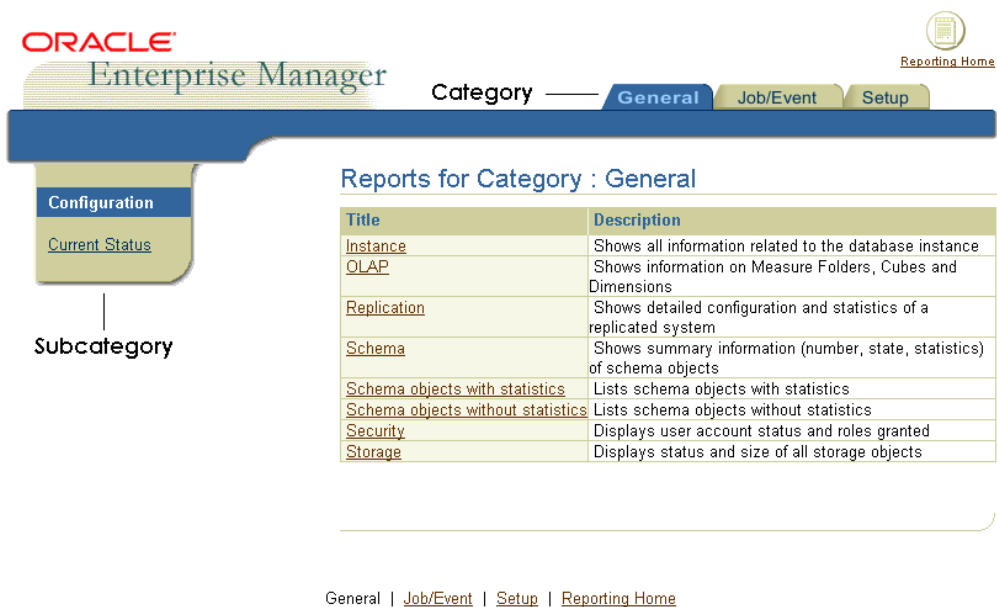 ORACLE
Enterprise Manager
Reporting Home
Category
General
Job/Event
Setup
Configuration
Current Status
Subcategory
Reports for Category : General
Title Description
Instance Shows all information related to the database instance
OLAP Shows information on Measure Folders, Cubes and
Dimensions
Replication Shows detailed configuration and statistics of a
replicated system
Schema Shows summary information (number, state, statistics)
of schema objects
Schema objects with statistics Lists schema objects with statistics
Schema objects without statistics Lists schema objects without statistics
Security Displays user account status and roles granted
Storage Displays status and size of all storage objects
General | Job/Event | Setup | Reporting Home